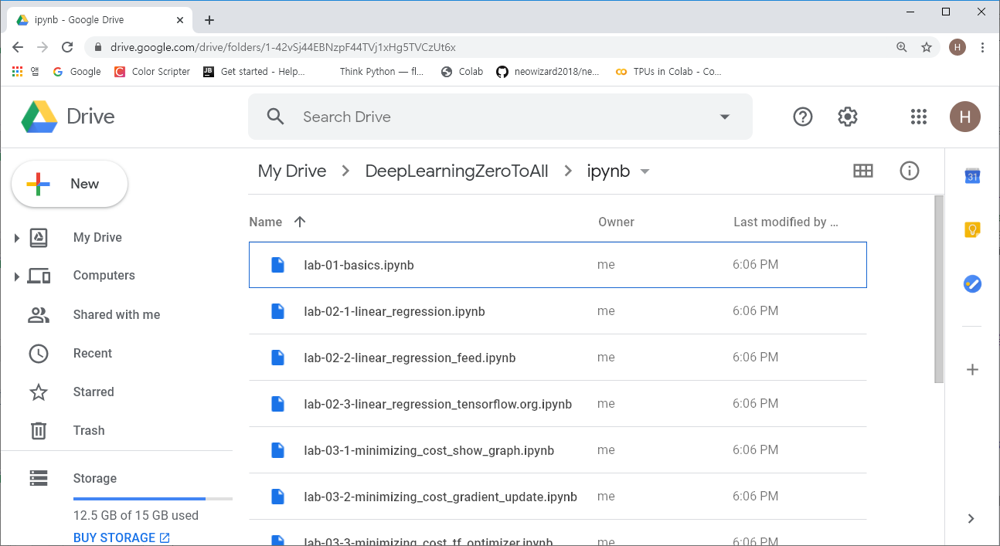 ipynb - Google Drive
drive.google.com/drive/folders/1-42vSj44EBNzpF44TVj1xHg5TVCzUt6x
H
앱 Google Color Scripter Get started - Help... Think Python — fl... Colab neowizard2018/ne... TPUs in Colab - Co...
Drive
Search Drive
H
New
My Drive
Computers
Shared with me
Recent
Starred
Trash
Storage
12.5 GB of 15 GB used
BUY STORAGE
My Drive > DeepLearningZeroToAll > ipynb
Name Owner Last modified by ...
lab-01-basics.ipynb me 6:06 PM
lab-02-1-linear_regression.ipynb me 6:06 PM
lab-02-2-linear_regression_feed.ipynb me 6:06 PM
lab-02-3-linear_regression_tensorflow.org.ipynb me 6:06 PM
lab-03-1-minimizing_cost_show_graph.ipynb me 6:06 PM
lab-03-2-minimizing_cost_gradient_update.ipynb me 6:06 PM
lab-03-3-minimizing_cost_tf_optimizer.ipynb me 6:06 PM
31